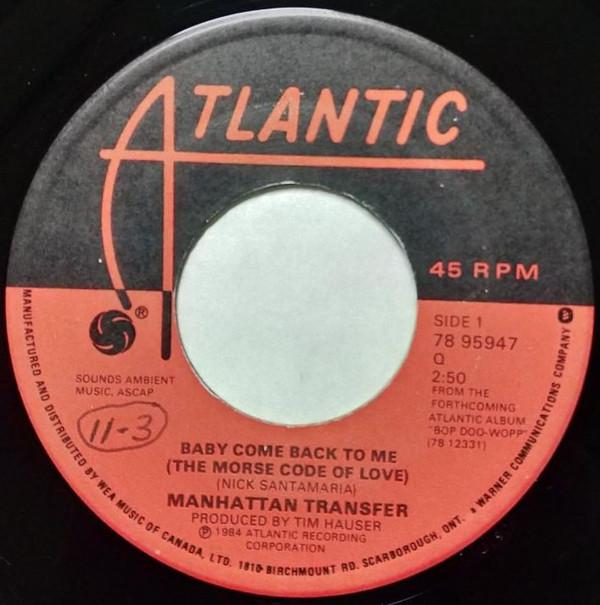 ATLANTIC
45 RPM
®
SIDE 1
78 95947
Q
2:50
FROM THE
FORTHCOMING
ATLANTIC ALBUM
"BOP DOO-WOPP"
(78 12331)
SOUNDS AMBIENT
MUSIC, ASCAP
11-3
BABY COME BACK TO ME
(THE MORSE CODE OF LOVE)
(NICK SANTAMARIA)
MANHATTAN TRANSFER
PRODUCED BY TIM HAUSER
℗ 1984 ATLANTIC RECORDING
CORPORATION
MANUFACTURED AND DISTRIBUTED BY WEA MUSIC OF CANADA, LTD. 1810 BIRCHMOUNT RD. SCARBOROUGH, ONT. a WARNER COMMUNICATIONS COMPANY